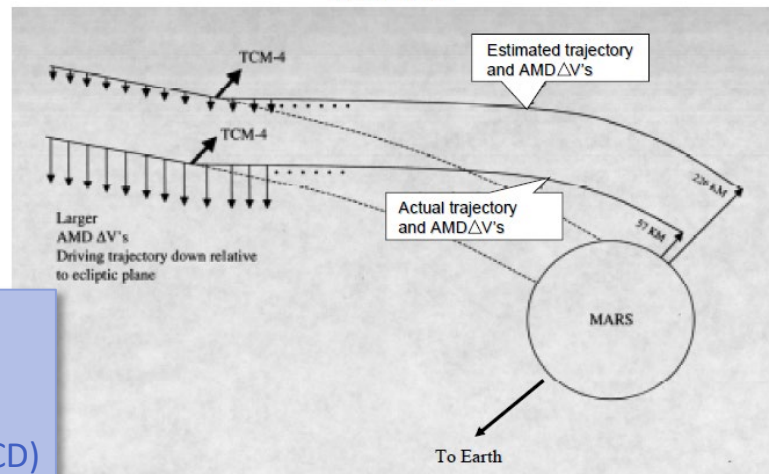 TCM-4
Estimated trajectory
and AMD△V's
TCM-4
226 KM
Actual trajectory
and AMD△V's
57 KM
Larger
AMD ΔV's
Driving trajectory down relative
to ecliptic plane
MARS
CD)
To Earth